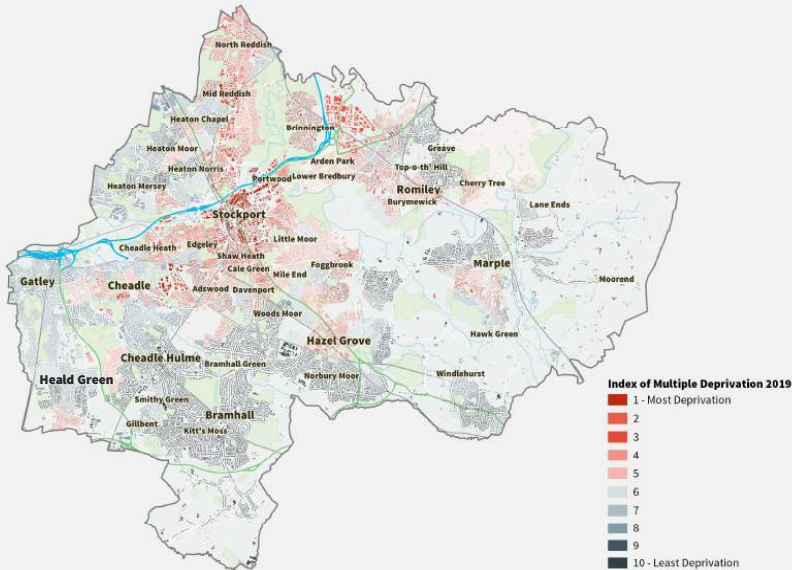 North Reddish
Mid Reddish
Heaton Chapel
Brinnington
Heaton Moor
Greave
Arden Park
Heaton Norris
Top-o-th' Hill
Portwood
Lower Bredbury
Heaton Mersey
Romiley
Cherry Tree
Burymewick
Lane Ends
Stockport
Little Moor
Cheadle Heath
Edgeley
Shaw Heath
Marple
Foggbrook
Cale Green
Mile End
Moorend
Gatley
Cheadle
Adswood
Davenport
Woods Moor
Hawk Green
Hazel Grove
Cheadle Hulme
Bramhall Green
Heald Green
Norbury Moor
Windlehurst
Smithy Green
Bramhall
Gillbent
Kitt's Moss
Index of Multiple Deprivation 2019
1 - Most Deprivation
2
3
4
5
6
7
8
9
10 - Least Deprivation